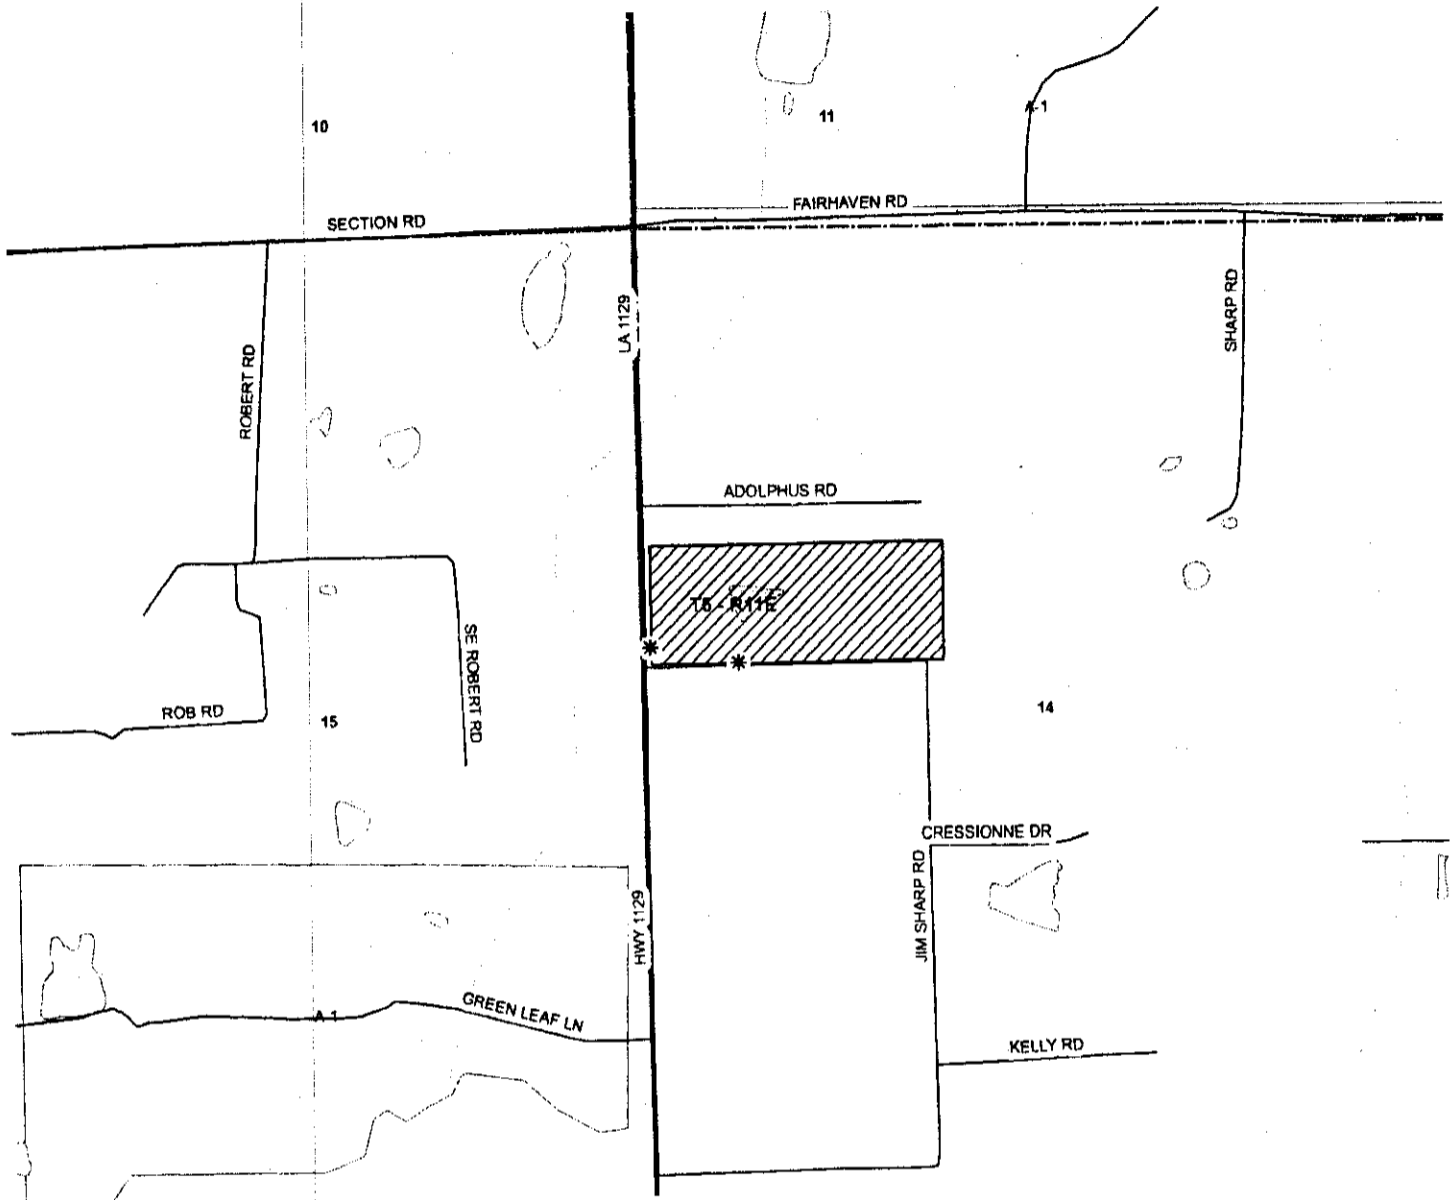 10
11
A-1
FAIRHAVEN RD
SECTION RD
LA 1129
SHARP RD
ROBERT RD
ADOLPHUS RD
T5 - R11E
SE ROBERT RD
ROB RD
15
14
CRESSIONNE DR
JIM SHARP RD
HWY 1129
GREEN LEAF LN
A-1
KELLY RD